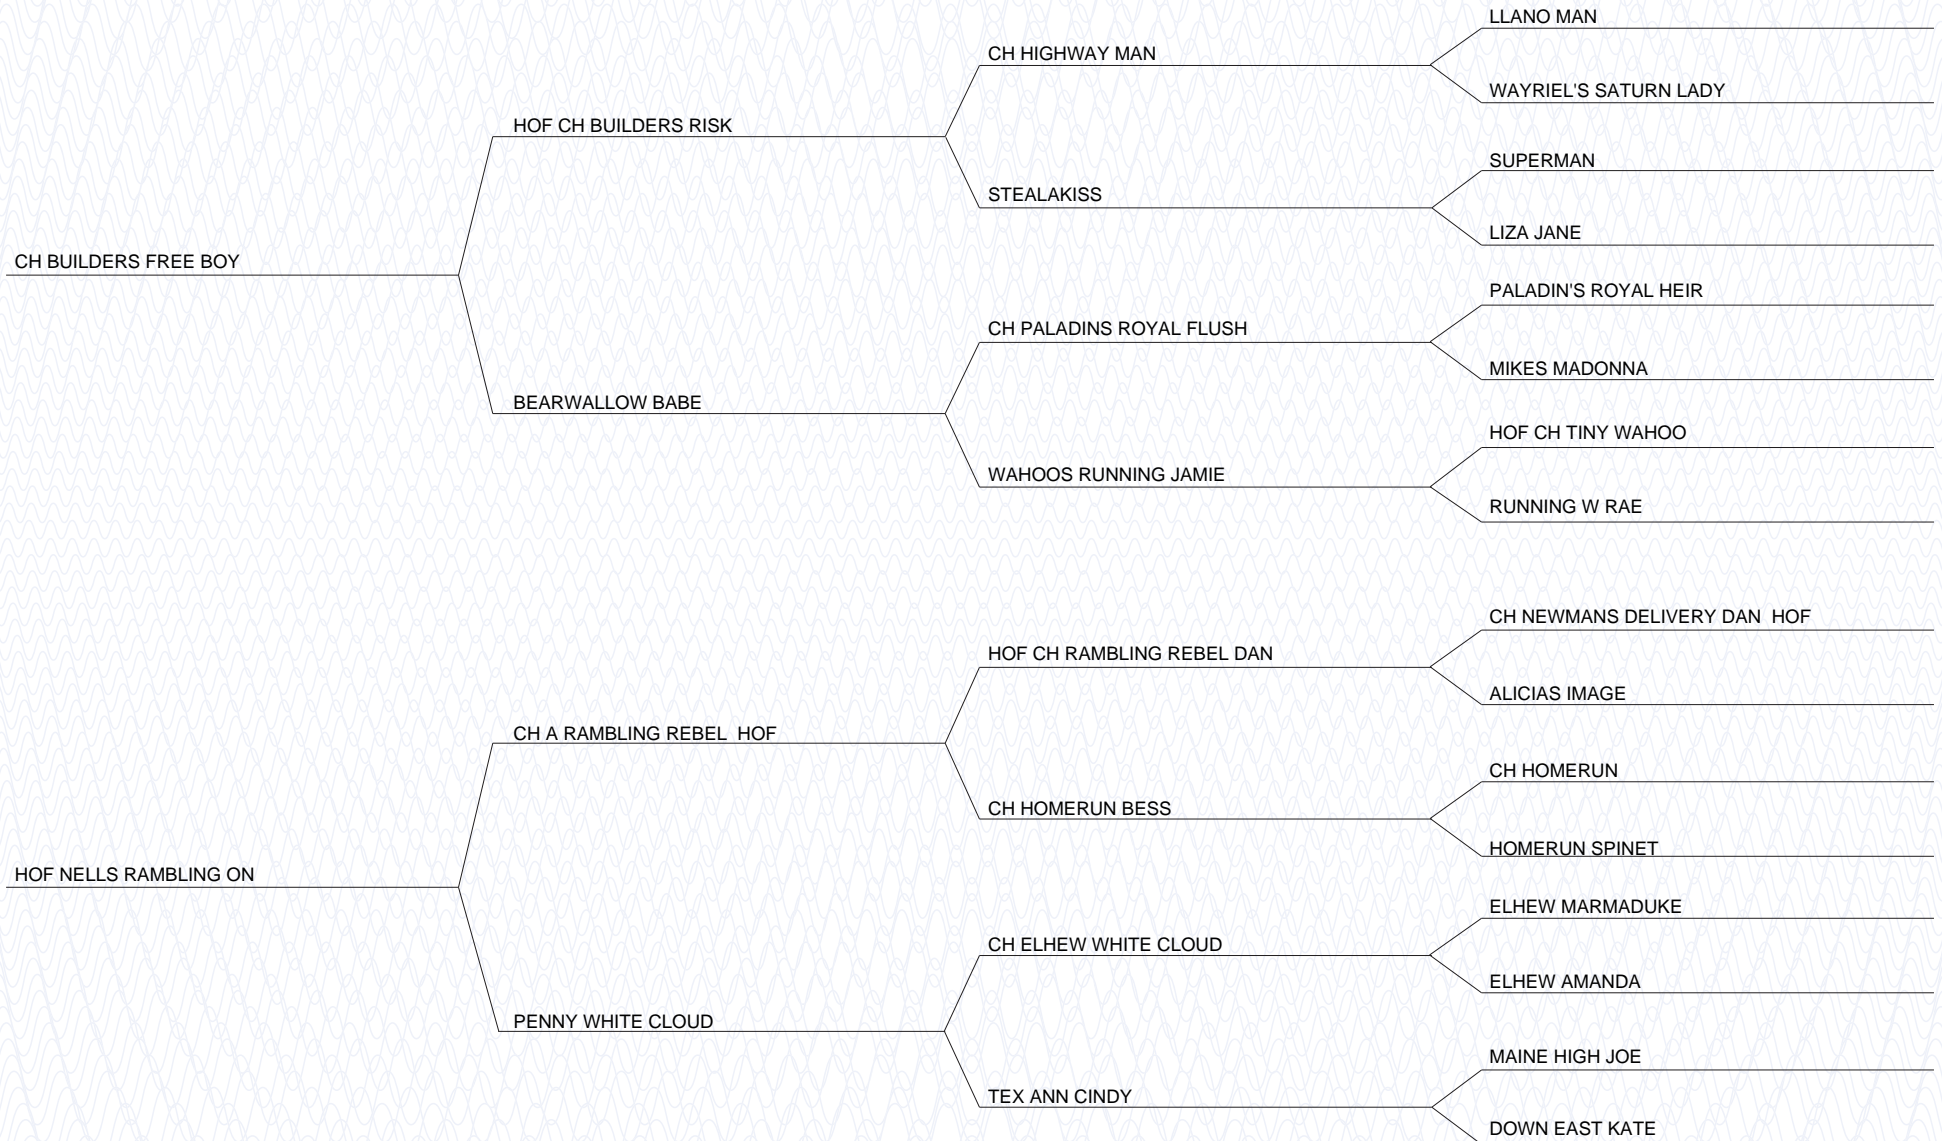 LLANO MAN
CH HIGHWAY MAN
WAYRIEL'S SATURN LADY
HOF CH BUILDERS RISK
SUPERMAN
STEALAKISS
LIZA JANE
CH BUILDERS FREE BOY
PALADIN'S ROYAL HEIR
CH PALADINS ROYAL FLUSH
MIKES MADONNA
BEARWALLOW BABE
HOF CH TINY WAHOO
WAHOOS RUNNING JAMIE
RUNNING W RAE
CH NEWMANS DELIVERY DAN  HOF
HOF CH RAMBLING REBEL DAN
ALICIAS IMAGE
CH A RAMBLING REBEL  HOF
CH HOMERUN
CH HOMERUN BESS
HOMERUN SPINET
HOF NELLS RAMBLING ON
ELHEW MARMADUKE
CH ELHEW WHITE CLOUD
ELHEW AMANDA
PENNY WHITE CLOUD
MAINE HIGH JOE
TEX ANN CINDY
DOWN EAST KATE